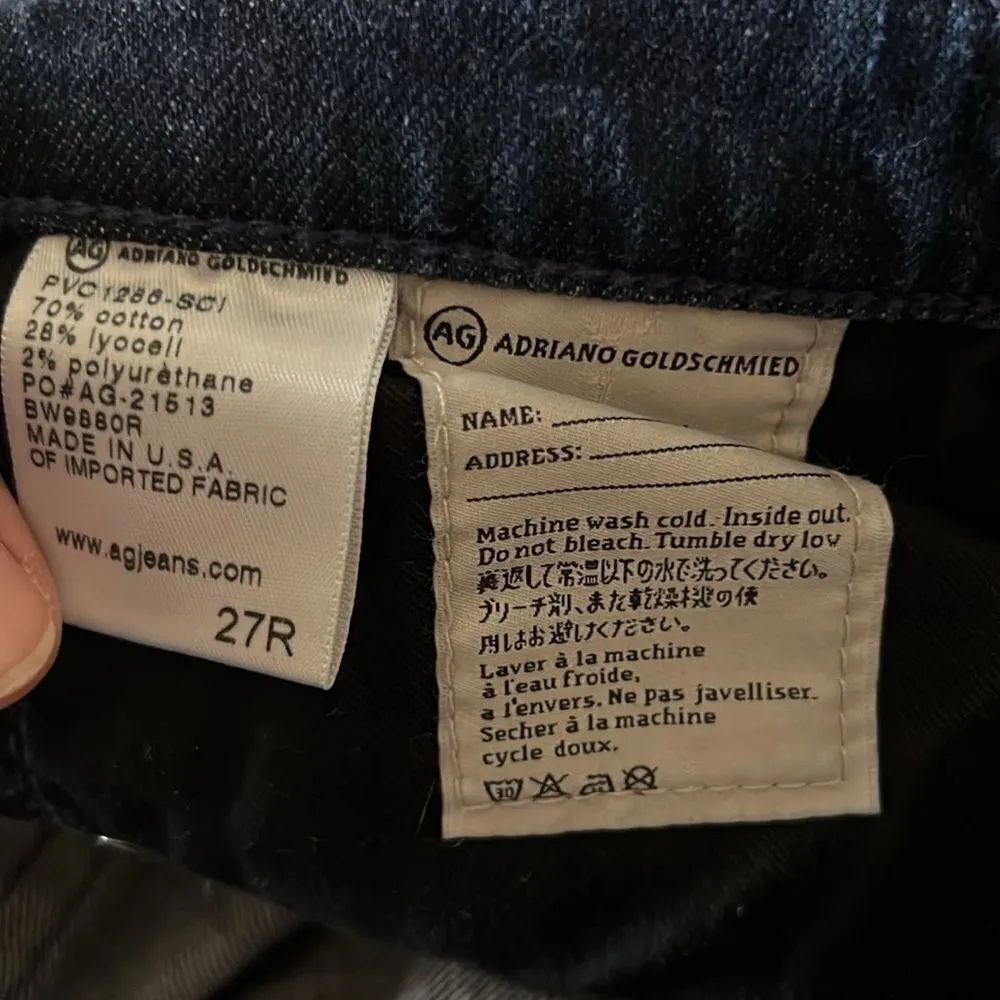 AG ADRIANO GOLDSCHMIED
PVC1286-SCI
70% cotton
28% lyocell
2% polyurethane
PO#AG-21513
BW9880R
MADE IN U.S.A.
OF IMPORTED FABRIC
www.agjeans.com
27R
AG ADRIANO GOLDSCHMIED
NAME:
ADDRESS:
Machine wash cold. Inside out.
Do not bleach. Tumble dry low
裏返して常温以下の水で洗ってください。
ブリーチ剤、また乾燥機の使
用はお避けください。
Laver à la machine
à l'eau froide,
a l'envers. Ne pas javelliser.
Secher à la machine
cycle doux.
30